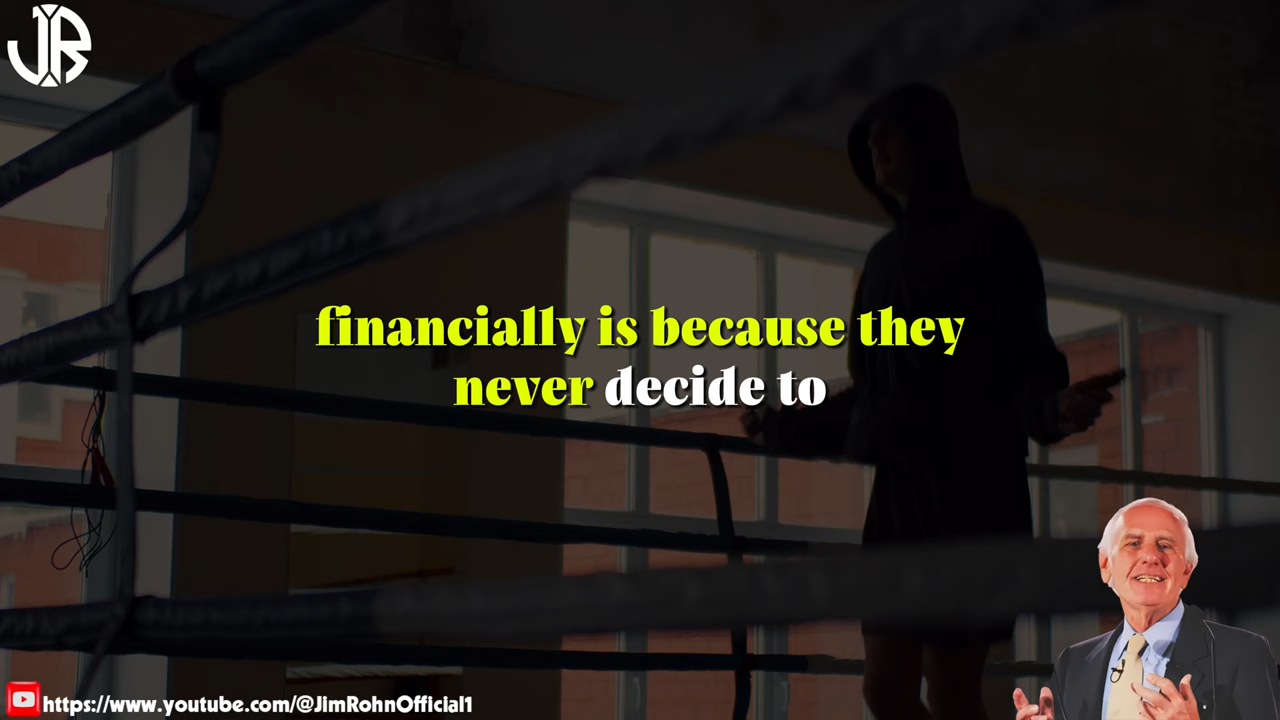 JR
financially is because they
never decide to
https://www.youtube.com/@JimRohnOfficial1